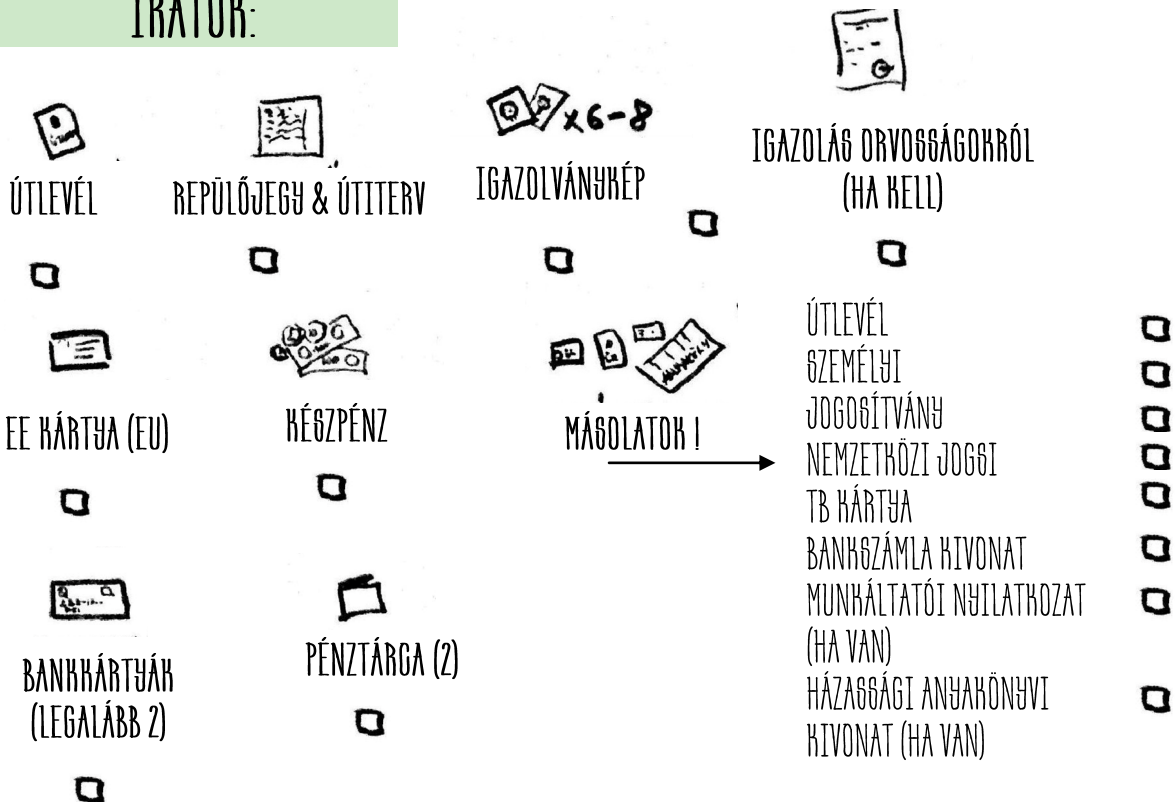 IRATOK:
x6-8
ÚTLEVÉL
REPÜLŐJEGY & ÚTITERV
IGAZOLVÁNYKÉP
IGAZOLÁS ORVOSSÁGOKRÓL
(HA KELL)
EE KÁRTYA (EU)
KÉSZPÉNZ
MÁSOLATOK !
ÚTLEVÉL
SZEMÉLYI
JOGOSÍTVÁNY
NEMZETKÖZI JOGSI
TB KÁRTYA
BANKSZÁMLA KIVONAT
MUNKÁLTATÓI NYILATKOZAT
(HA VAN)
HÁZASSÁGI ANYAKÖNYVI
KIVONAT (HA VAN)
BANKKÁRTYÁK
(LEGALÁBB 2)
PÉNZTÁRCA (2)